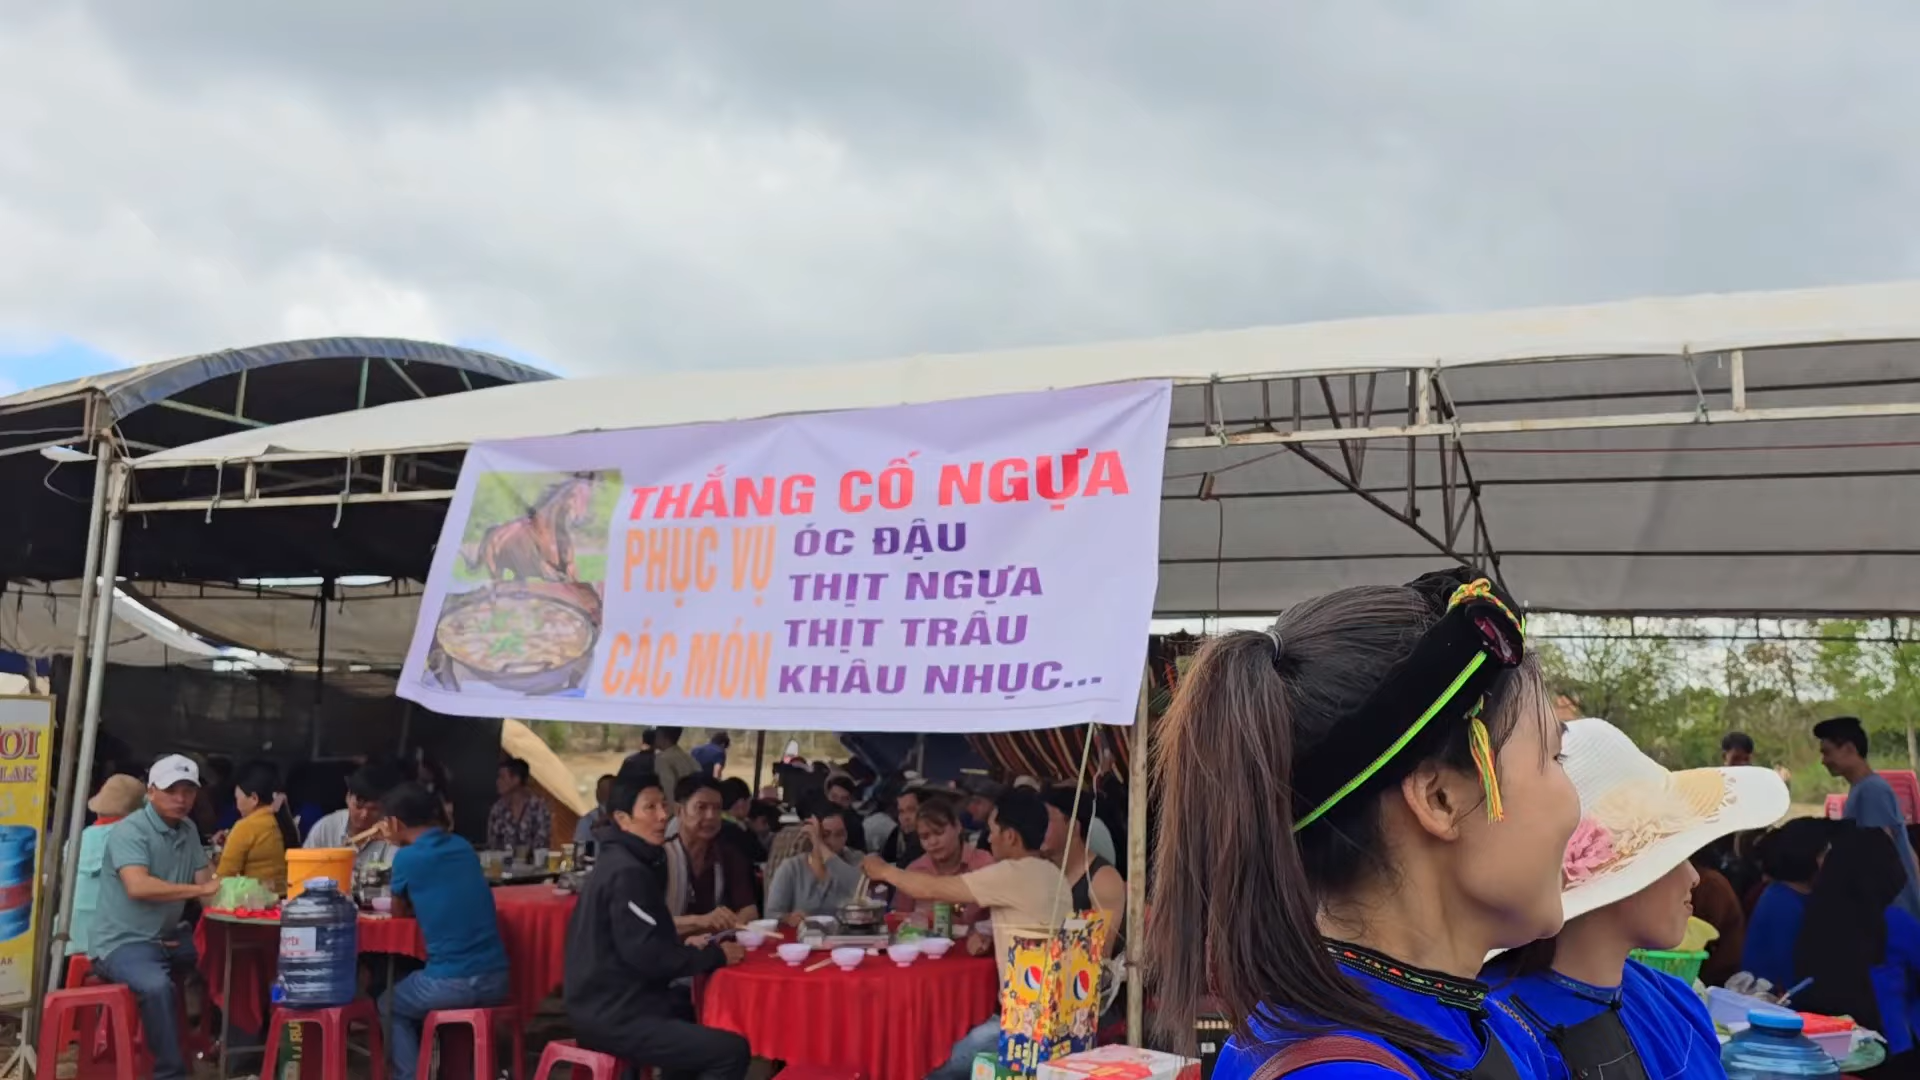 THẮNG CỐ NGỰA
PHỤC VỤ
CÁC MÓN
ÓC ĐẬU
THỊT NGỰA
THỊT TRÂU
KHÂU NHỤC...